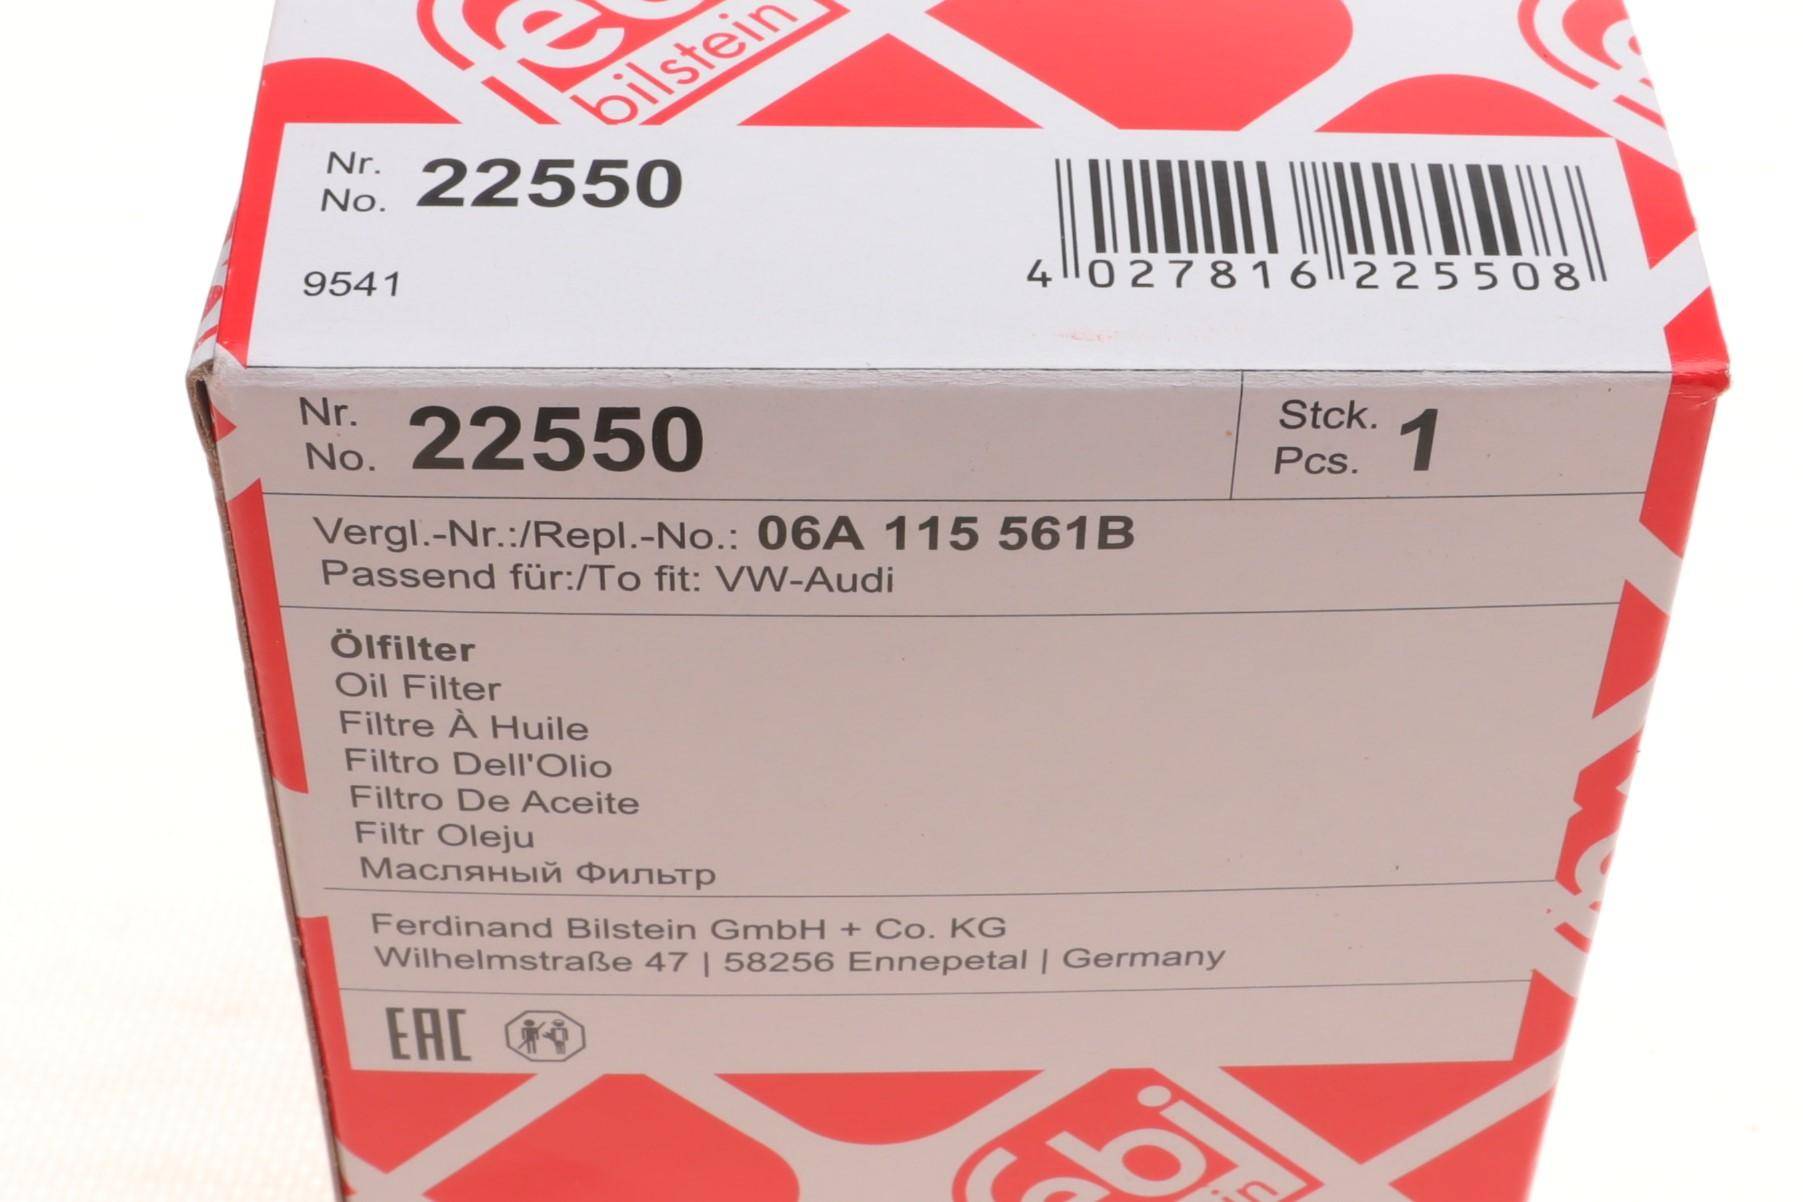 bilstein
Nr.
No. 22550
9541
4 027816 225508
Nr.
No. 22550
Stck.
Pcs. 1
Vergl.-Nr.:/Repl.-No.: 06A 115 561B
Passend für:/To fit: VW-Audi
Ölfilter
Oil Filter
Filtre À Huile
Filtro Dell'Olio
Filtro De Aceite
Filtr Oleju
Масляный Фильтр
Ferdinand Bilstein GmbH + Co. KG
Wilhelmstraße 47 | 58256 Ennepetal | Germany
EAC
febi